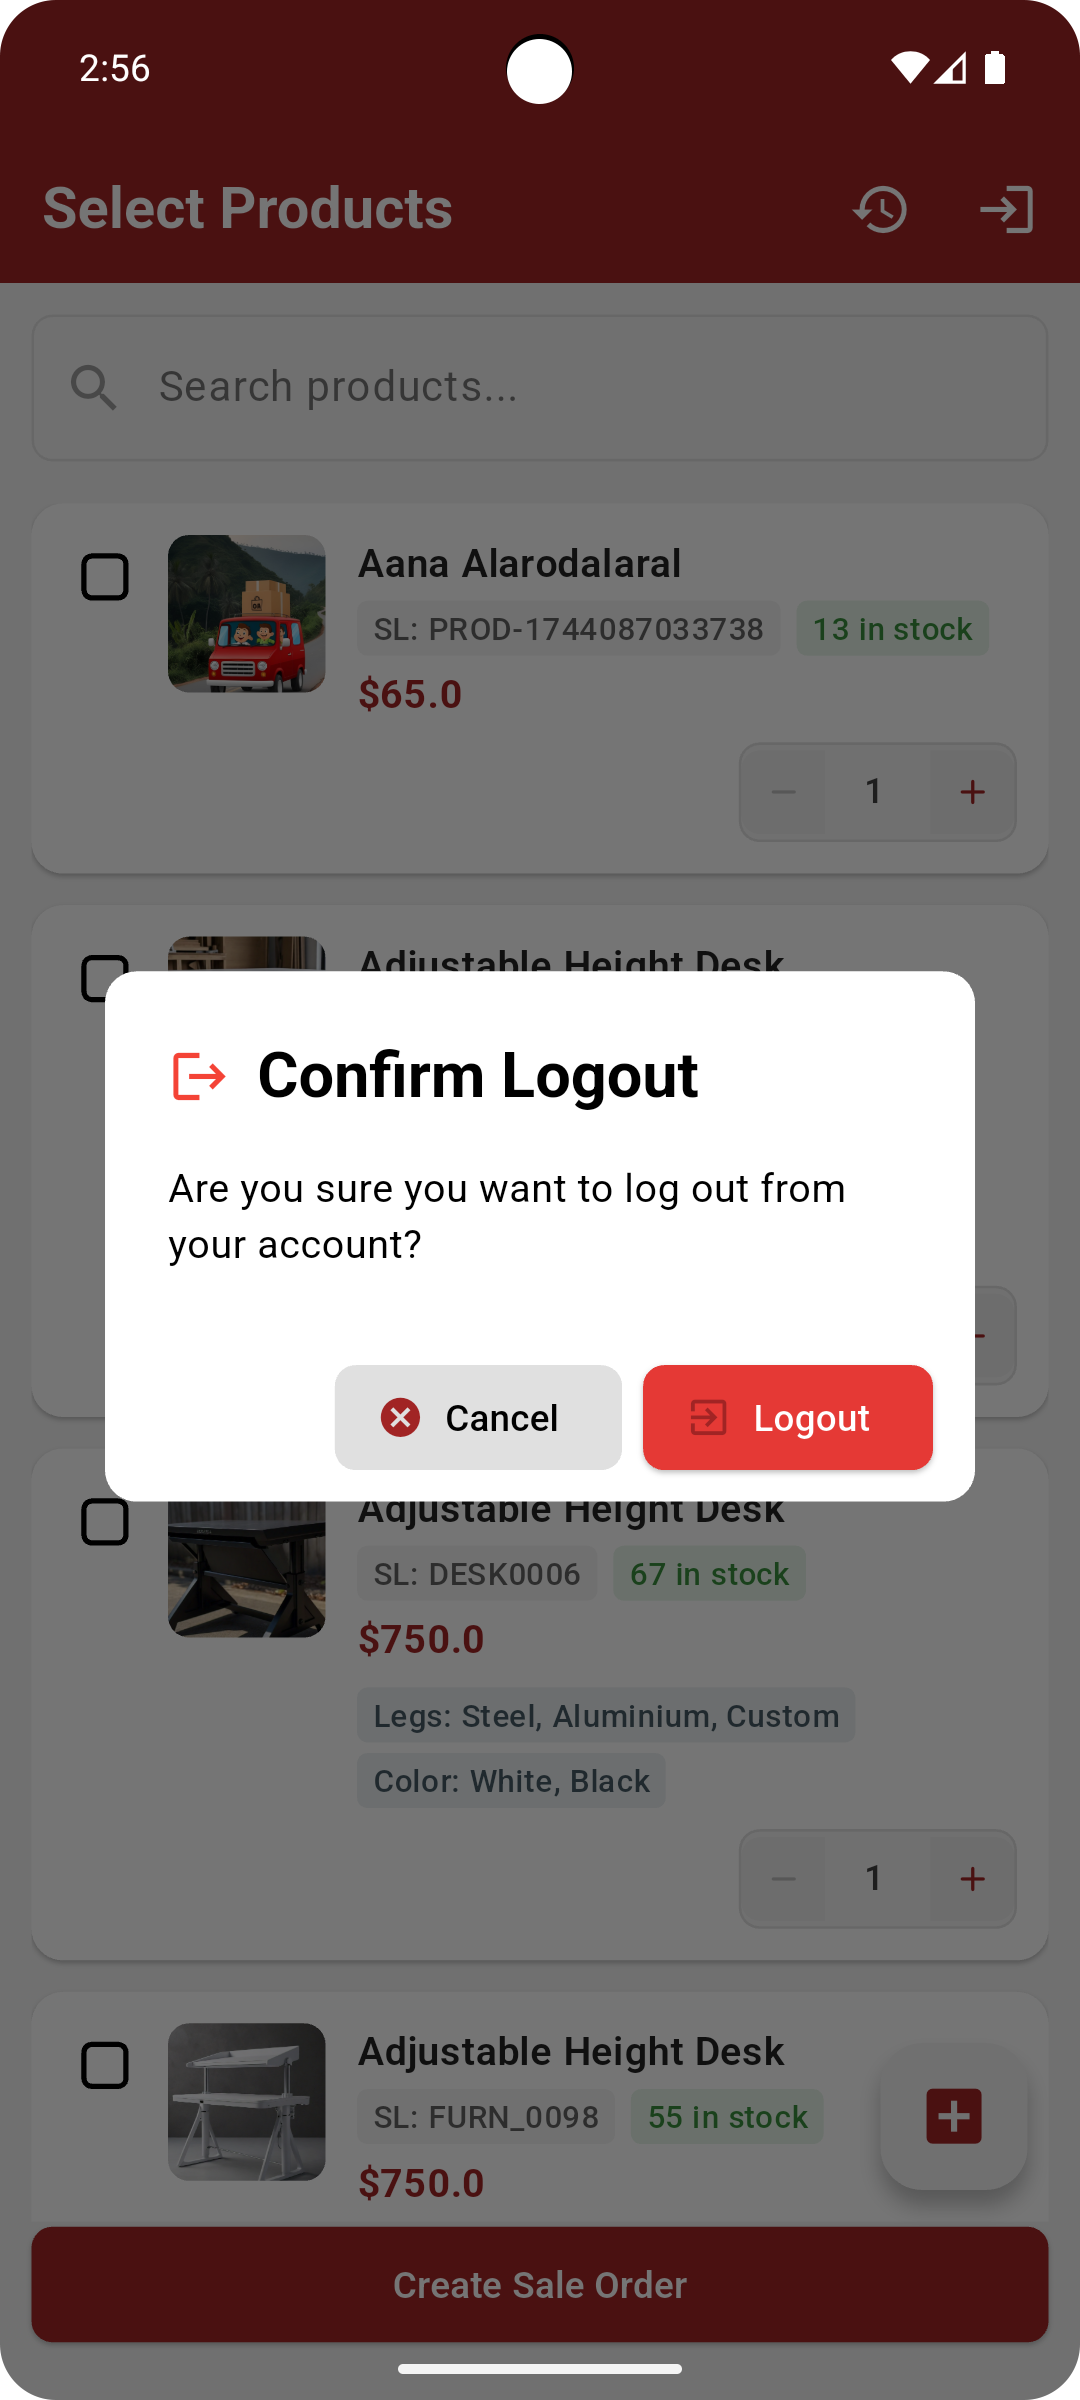 2:56
Select Products
Search products...
Aana Alarodalaral
SL: PROD-1744087033738
13 in stock
$65.0
1
Adjustable Height Desk
Confirm Logout
Are you sure you want to log out from
your account?
Cancel
Logout
Adjustable Height Desk
SL: DESK0006
67 in stock
$750.0
Legs: Steel, Aluminium, Custom
Color: White, Black
1
Adjustable Height Desk
SL: FURN_0098
55 in stock
$750.0
Create Sale Order